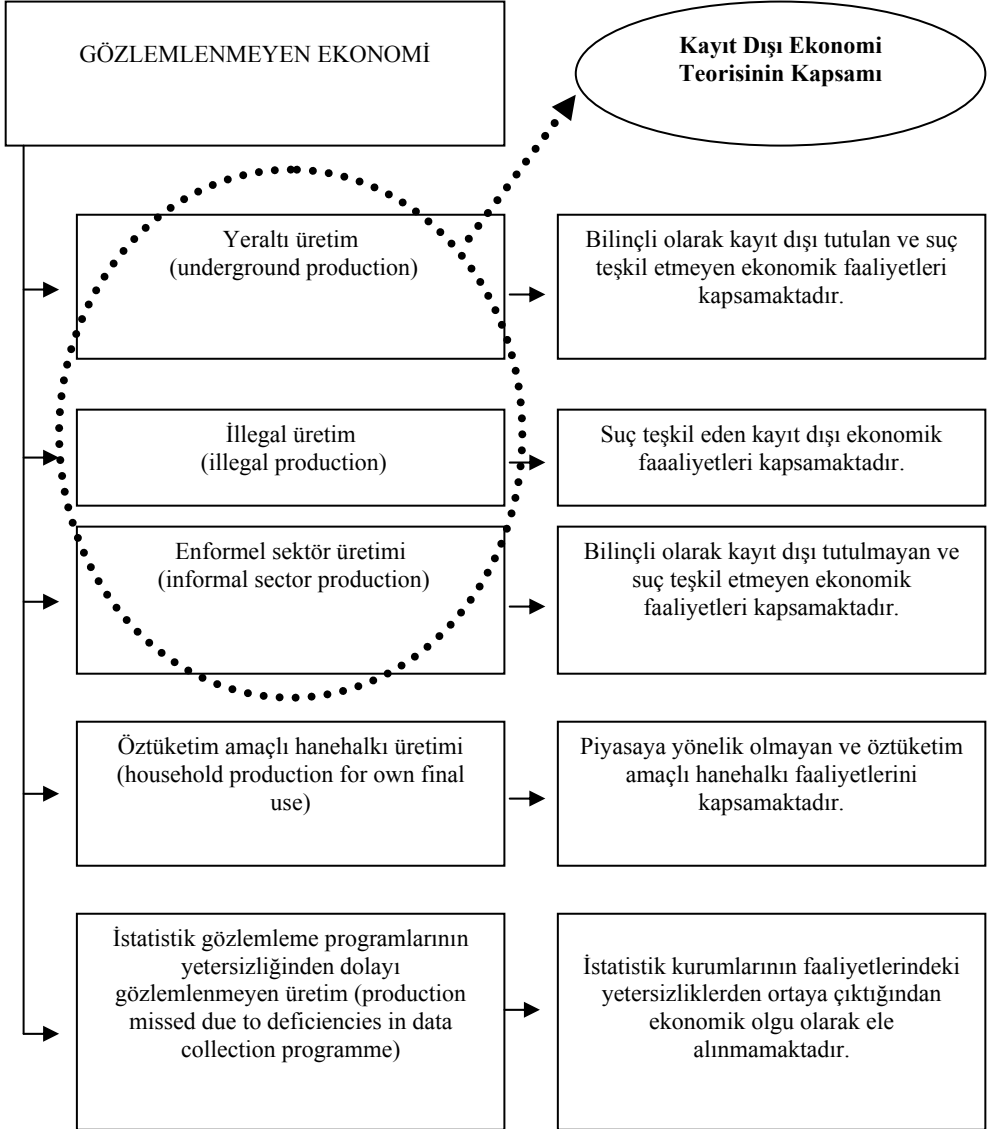 GÖZLEMLENMEYEN EKONOMİ
Kayıt Dışı Ekonomi
Teorisinin Kapsamı
Yeraltı üretim
(underground production)
Bilinçli olarak kayıt dışı tutulan ve suç
teşkil etmeyen ekonomik faaliyetleri
kapsamaktadır.
İllegal üretim
(illegal production)
Suç teşkil eden kayıt dışı ekonomik
faaaliyetleri kapsamaktadır.
Enformel sektör üretimi
(informal sector production)
Bilinçli olarak kayıt dışı tutulmayan ve
suç teşkil etmeyen ekonomik
faaliyetleri kapsamaktadır.
Öztüketim amaçlı hanehalkı üretimi
(household production for own final
use)
Piyasaya yönelik olmayan ve öztüketim
amaçlı hanehalkı faaliyetlerini
kapsamaktadır.
İstatistik gözlemleme programlarının
yetersizliğinden dolayı
gözlemlenmeyen üretim (production
missed due to deficiencies in data
collection programme)
İstatistik kurumlarının faaliyetlerindeki
yetersizliklerden ortaya çıktığından
ekonomik olgu olarak ele
alınmamaktadır.